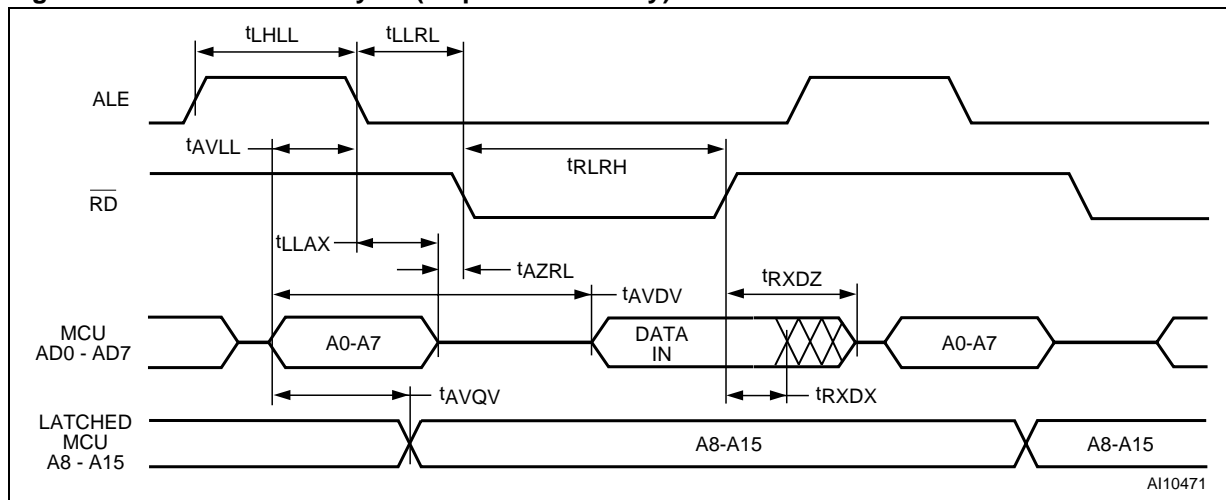 tLHLL
tLLRL
ALE
tAVLL
tRLRH
RD
tLLAX
tAZRL
tRXDZ
tAVDV
MCU
AD0 - AD7
A0-A7
DATA
IN
A0-A7
tAVQV
tRXDX
LATCHED
MCU
A8 - A15
A8-A15
A8-A15
AI10471